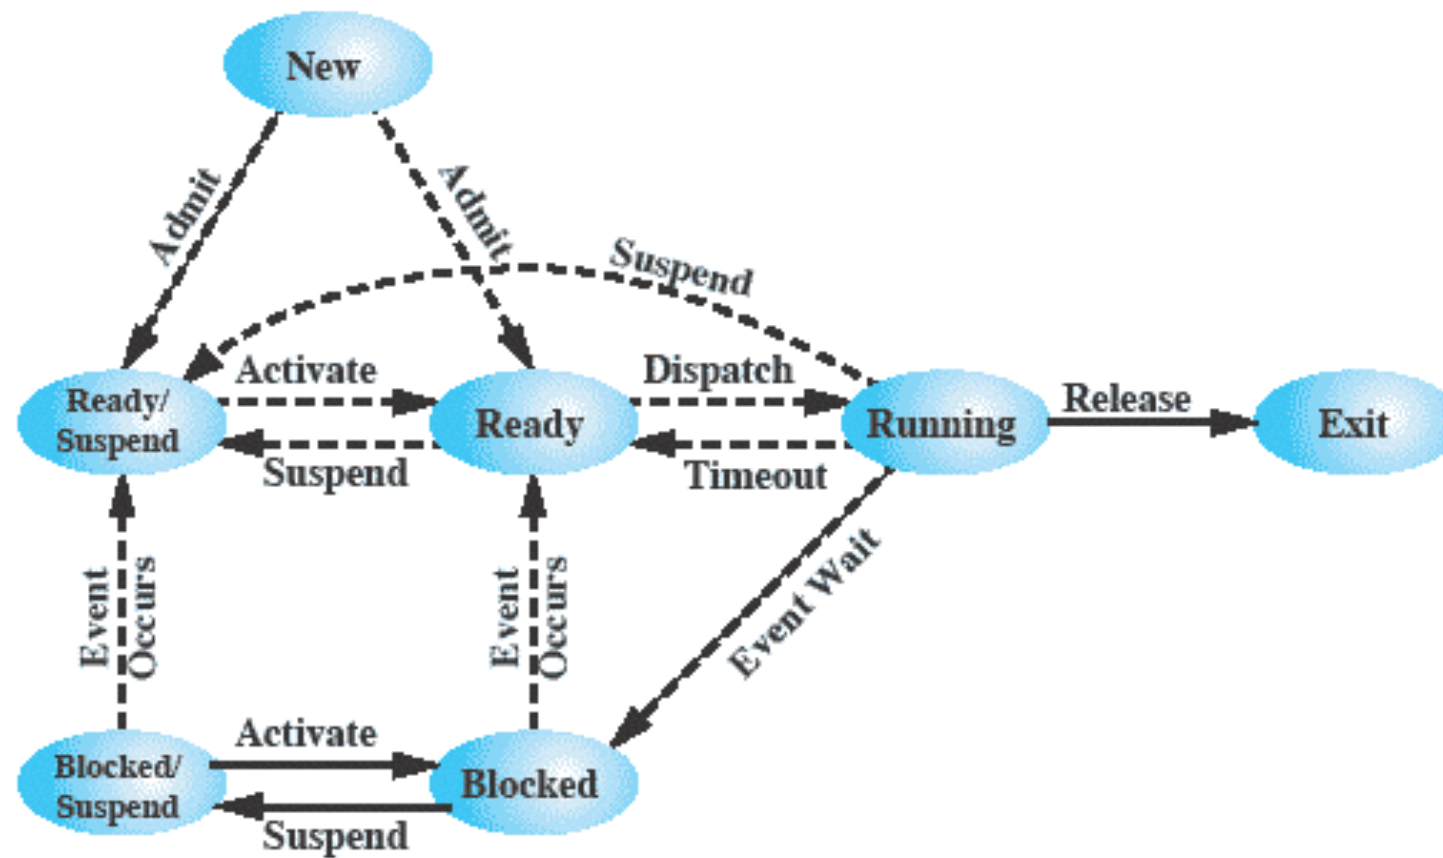 New
Admit
Admit
Suspend
Activate
Dispatch
Ready/
Suspend
Ready
Running
Release
Exit
Suspend
Timeout
Event
Occurs
Event
Occurs
Event Wait
Activate
Blocked/
Suspend
Blocked
Suspend